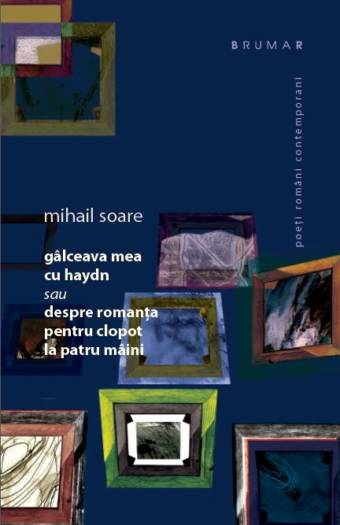 BRUMAR
poeți români contemporani
mihail soare
gâlceava mea
cu haydn
sau
despre romanța
pentru clopot
la patru mâini